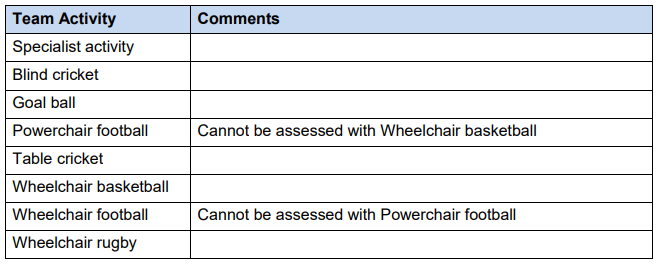 Team Activity Comments
Specialist activity
Blind cricket
Goal ball
Powerchair football Cannot be assessed with Wheelchair basketball
Table cricket
Wheelchair basketball
Wheelchair football Cannot be assessed with Powerchair football
Wheelchair rugby